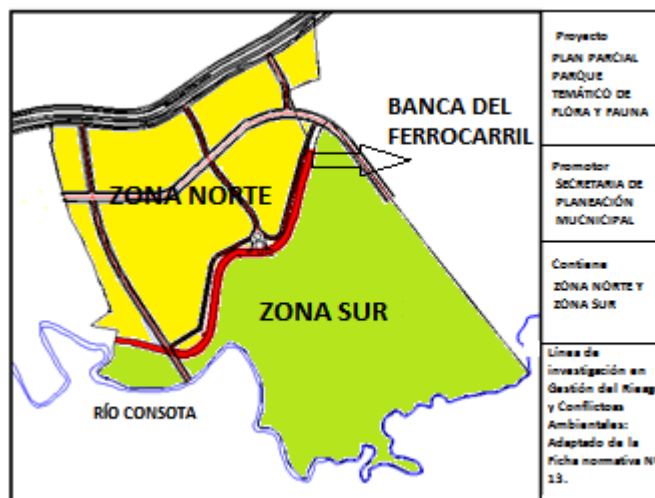 BANCA DEL
FERROCARRIL
ZONA NORTE
ZONA SUR
RÍO CONSOTA
Proyecto
PLAN PARCIAL
PARQUE
TEMÁTICO DE
FLORA Y FAUNA
Promotor
SECRETARIA DE
PLANEACIÓN
MUCNICIPAL
Contiene
ZONA NORTE Y
ZONA SUR
Línea de
investigación en
Gestión del Riesg
y Conflictos
Ambientales:
Adaptado de la
Ficha normativa N°
13.